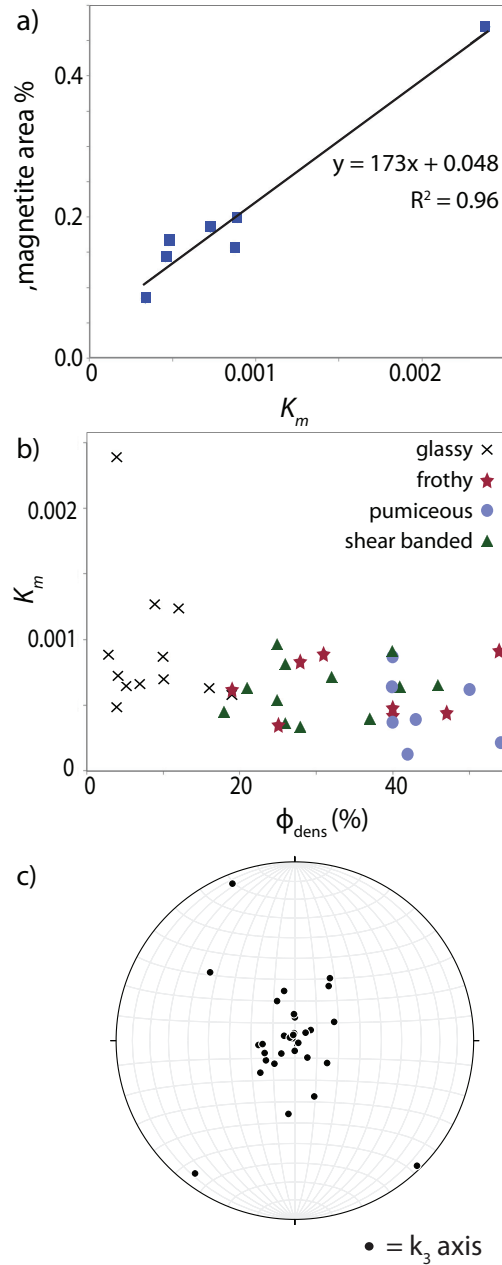 a)
,magnetite area %
0.4
0.2
0.0
y = 173x + 0.048
R² = 0.96
0
0.001
0.002
Kₘ
b)
glassy
frothy
pumiceous
shear banded
Kₘ
0.002
0.001
0
0
20
40
ϕdens (%)
c)
= k₃ axis